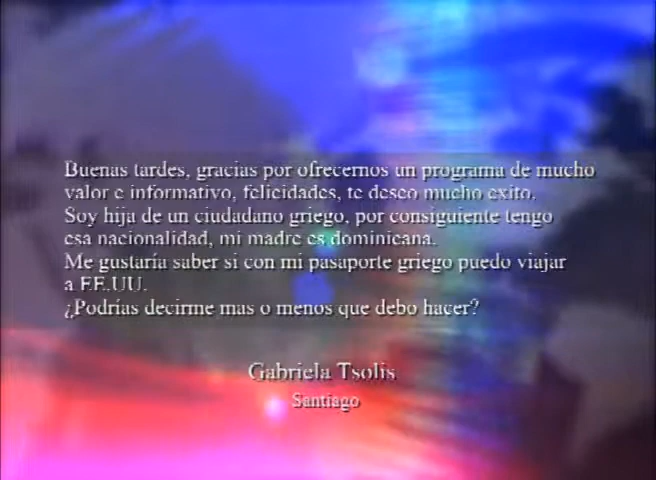 Buenas tardes, gracias por ofrecernos un programa de mucho
valor e informativo, felicidades, te deseo mucho exito.
Soy hija de un ciudadano griego, por consiguiente tengo
esa nacionalidad, mi madre es dominicana.
Me gustaría saber si con mi pasaporte griego puedo viajar
a EE.UU.
¿Podrías decirme mas o menos que debo hacer?
Gabriela Tsolis
Santiago